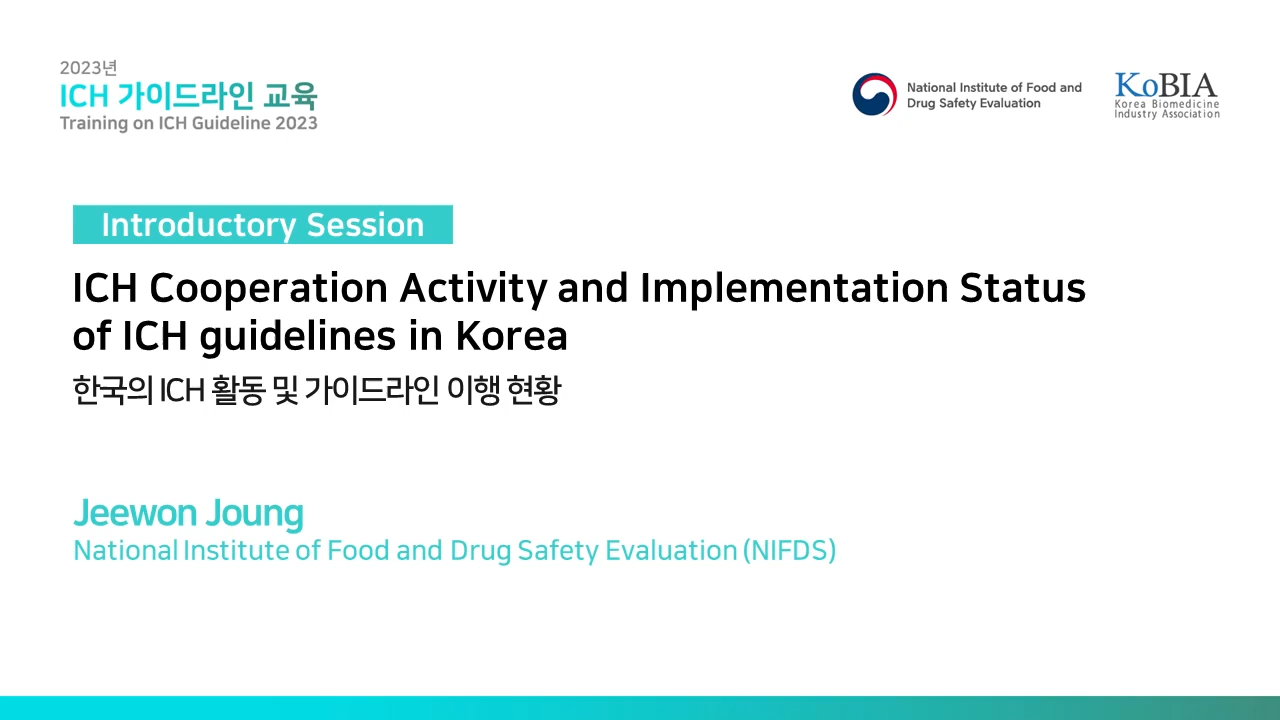 2023년
ICH 가이드라인 교육
Training on ICH Guideline 2023
National Institute of Food and
Drug Safety Evaluation
KoBIA
Korea Biomedicine
Industry Association
Introductory Session
ICH Cooperation Activity and Implementation Status
of ICH guidelines in Korea
한국의 ICH 활동 및 가이드라인 이행 현황
Jeewon Joung
National Institute of Food and Drug Safety Evaluation (NIFDS)